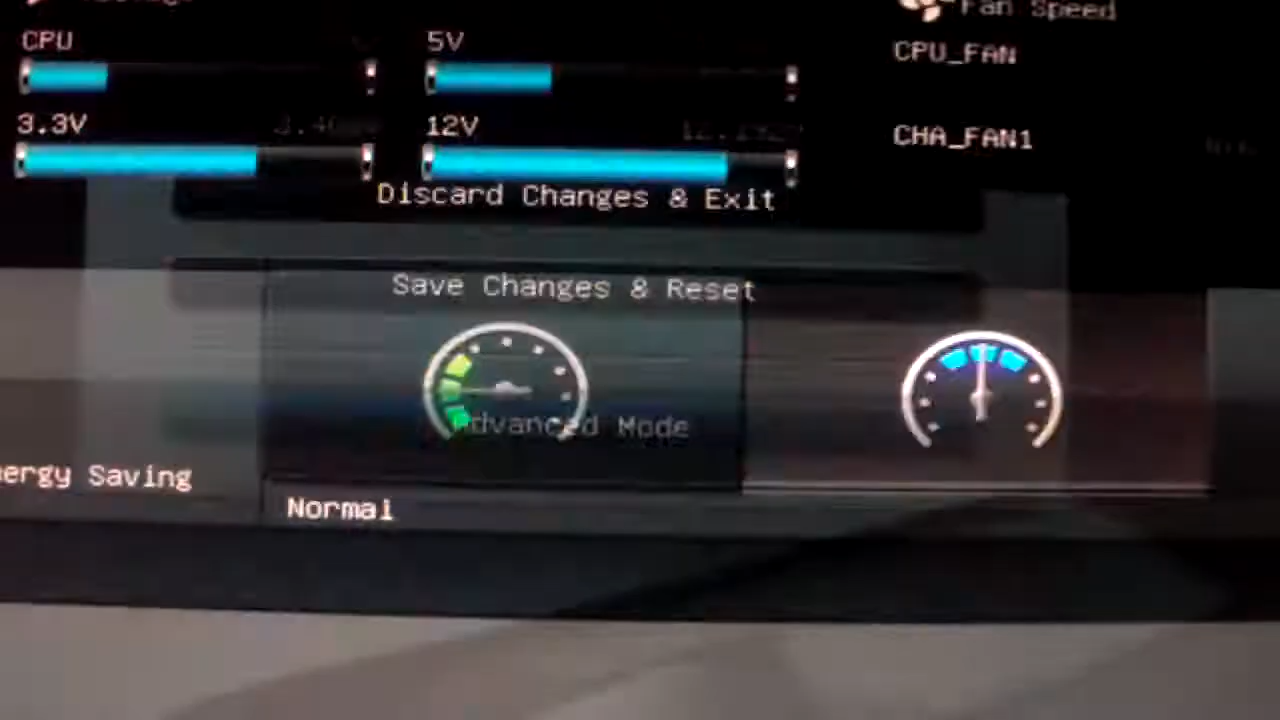 Fan Speed
CPU 5V
CPU_FAN
3.3V 12V
CHA_FAN1
Discard Changes & Exit
Save Changes & Reset
Advanced Mode
Saving
Normal